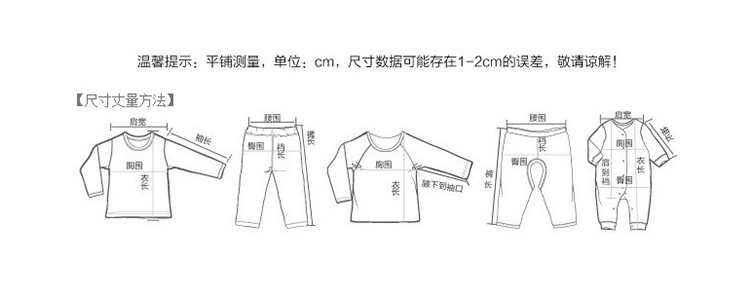 温馨提示：平铺测量，单位：cm，尺寸数据可能存在1-2cm的误差，敬请谅解！
【尺寸丈量方法】
肩宽
袖长
胸围
衣长
腰围
臀围
裆长
裤长
胸围
衣长
腋下到袖口
腰围
臀围
裆长
裤长
肩宽
袖长
胸围
肩到裆
衣长
臀围